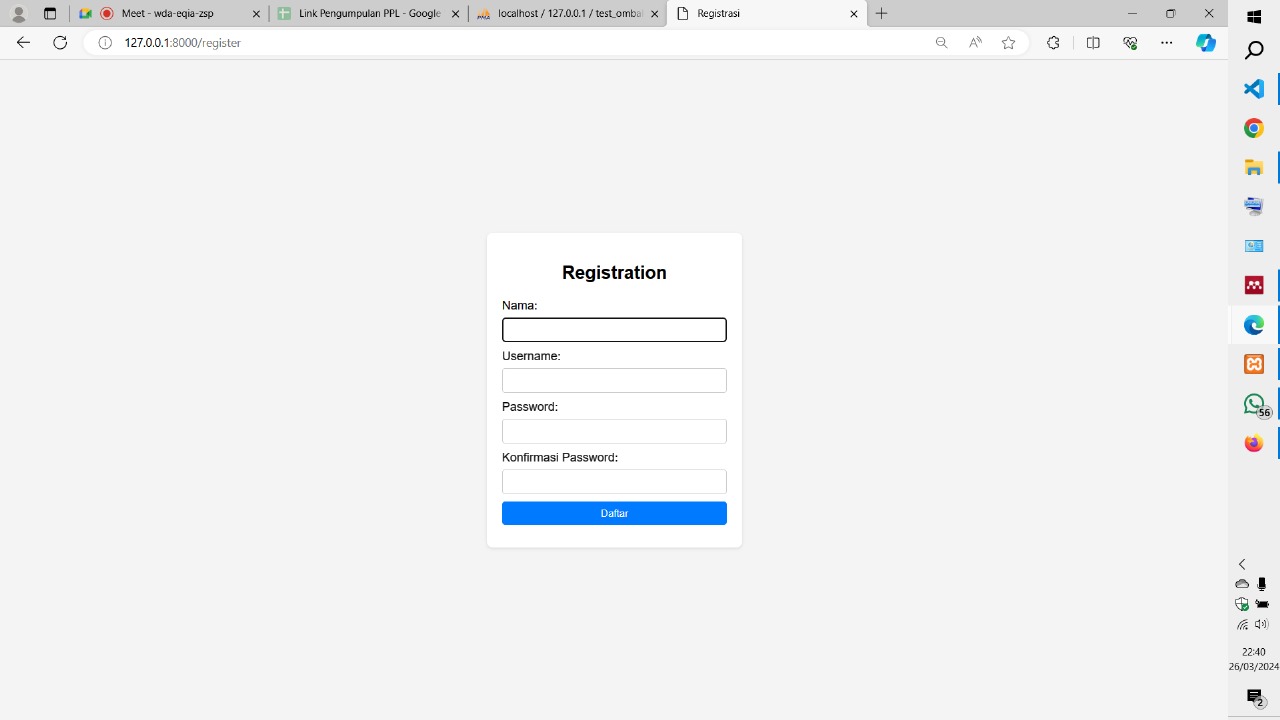 Meet - wda-eqia-zsp
Link Pengumpulan PPL - Google
localhost / 127.0.0.1 / test_omba
Registrasi
127.0.0.1:8000/register
Registration
Nama:
Username:
Password:
Konfirmasi Password:
Daftar
56
22:40
26/03/2024
2